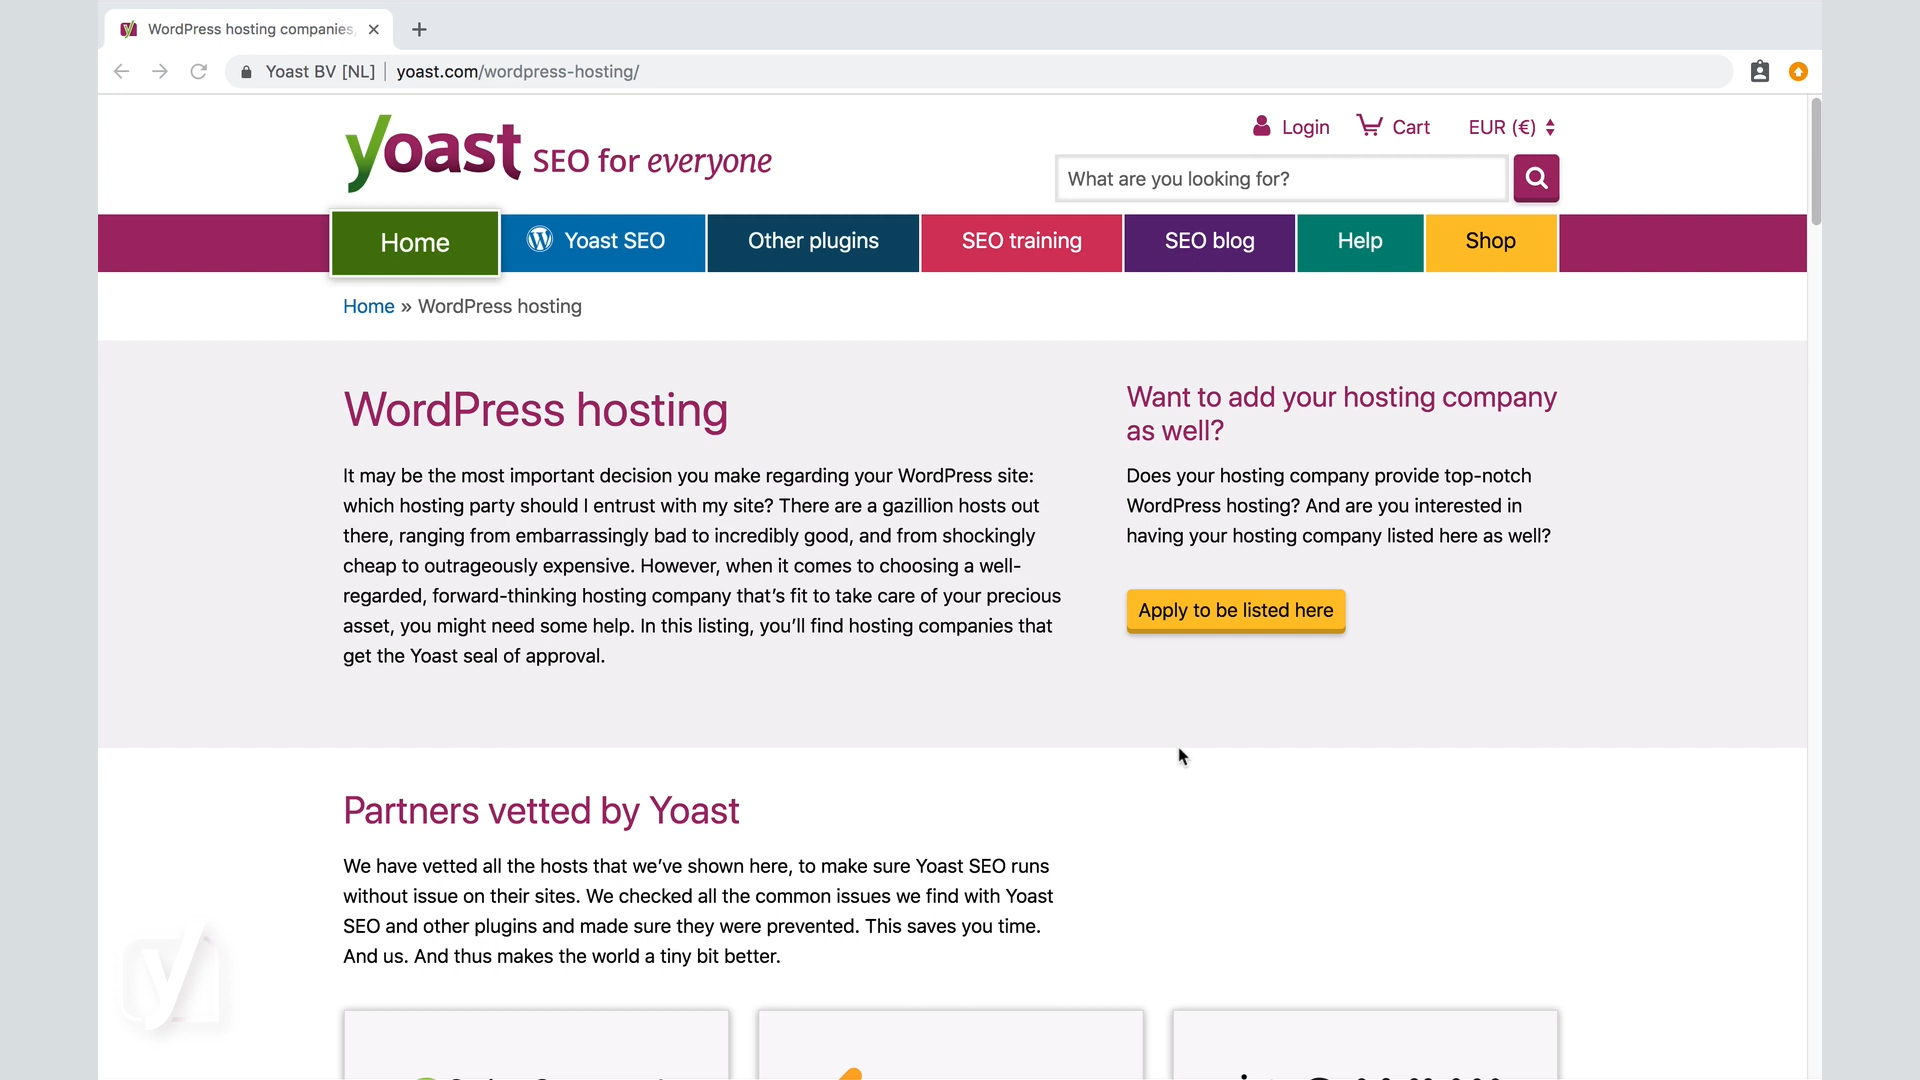 WordPress hosting companies,
Yoast BV [NL] yoast.com/wordpress-hosting/
yoast SEO for everyone
Login Cart EUR (€)
What are you looking for?
Home Yoast SEO Other plugins SEO training SEO blog Help Shop
Home » WordPress hosting
WordPress hosting
It may be the most important decision you make regarding your WordPress site:
which hosting party should I entrust with my site? There are a gazillion hosts out
there, ranging from embarrassingly bad to incredibly good, and from shockingly
cheap to outrageously expensive. However, when it comes to choosing a well-
regarded, forward-thinking hosting company that's fit to take care of your precious
asset, you might need some help. In this listing, you'll find hosting companies that
get the Yoast seal of approval.
Want to add your hosting company
as well?
Does your hosting company provide top-notch
WordPress hosting? And are you interested in
having your hosting company listed here as well?
Apply to be listed here
Partners vetted by Yoast
We have vetted all the hosts that we've shown here, to make sure Yoast SEO runs
without issue on their sites. We checked all the common issues we find with Yoast
SEO and other plugins and made sure they were prevented. This saves you time.
And us. And thus makes the world a tiny bit better.
y